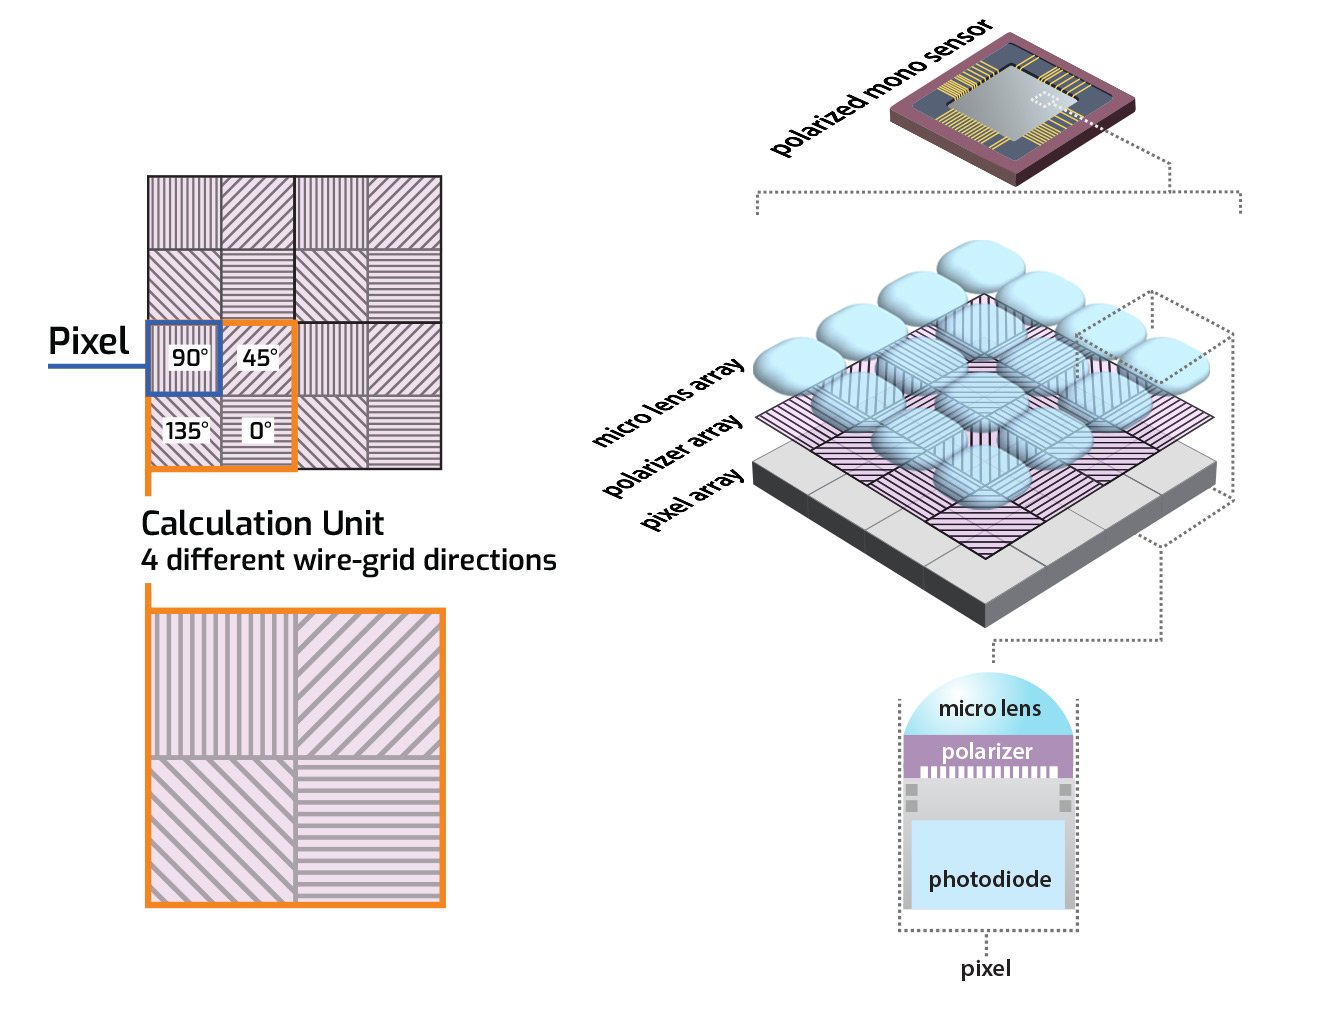 polarized mono sensor
Pixel
90°
45°
135°
0°
micro lens array
polarizer array
pixel array
Calculation Unit
4 different wire-grid directions
micro lens
polarizer
photodiode
pixel